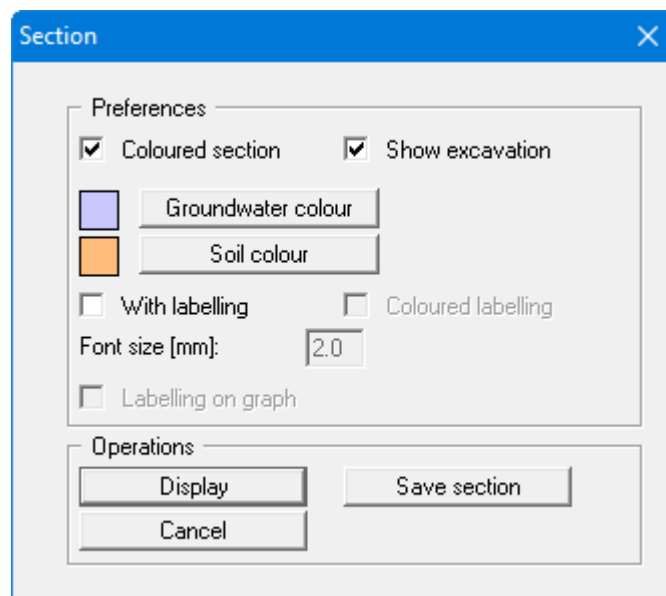 Section
Preferences
Coloured section Show excavation
Groundwater colour
Soil colour
With labelling Coloured labelling
Font size [mm]: 2.0
Labelling on graph
Operations
Display Save section
Cancel